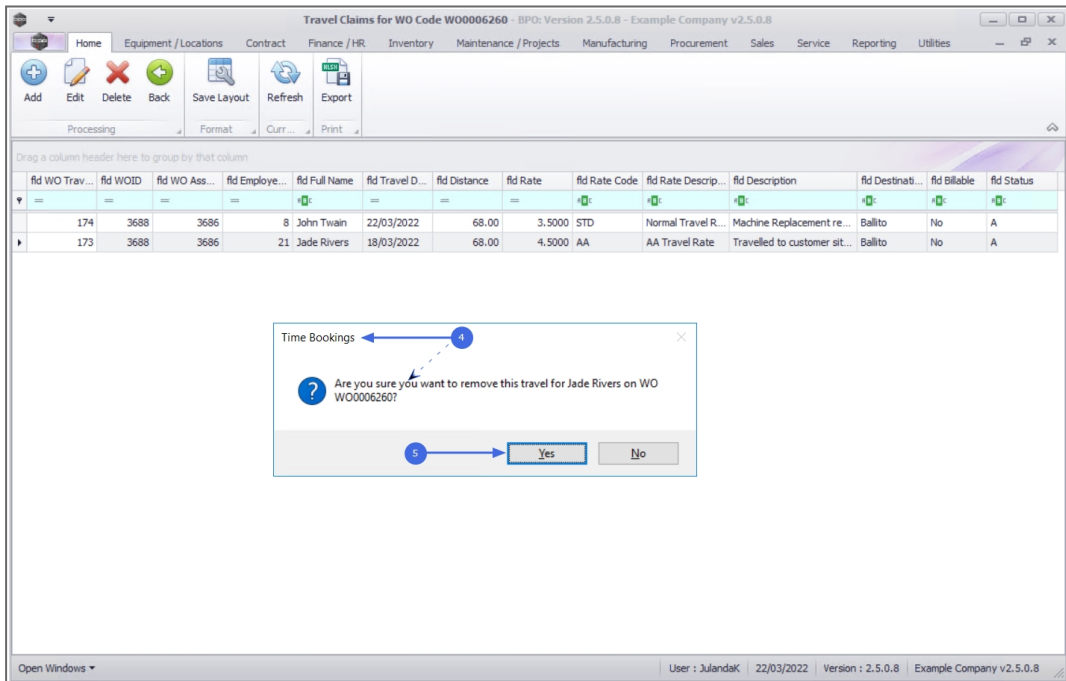 Travel Claims for WO Code WO0006260 - BPO: Version 2.5.0.8 - Example Company v2.5.0.8
Home Equipment / Locations Contract Finance / HR Inventory Maintenance / Projects Manufacturing Procurement Sales Service Reporting Utilities
Add Edit Delete Back Save Layout Refresh Export
Processing Format Curr... Print
Drag a column header here to group by that column
fld WO Trav... fld WOID fld WO Ass... fld Employe... fld Full Name fld Travel D... fld Distance fld Rate fld Rate Code fld Rate Descrip... fld Description fld Destinati... fld Billable fld Status
174 3688 3686 8 John Twain 22/03/2022 68.00 3.5000 STD Normal Travel R... Machine Replacement re... Ballito No A
173 3688 3686 21 Jade Rivers 18/03/2022 68.00 4.5000 AA AA Travel Rate Travelled to customer sit... Ballito No A
Time Bookings 4
Are you sure you want to remove this travel for Jade Rivers on WO
WO0006260?
5 Yes No
Open Windows User : JulandaK 22/03/2022 Version : 2.5.0.8 Example Company v2.5.0.8